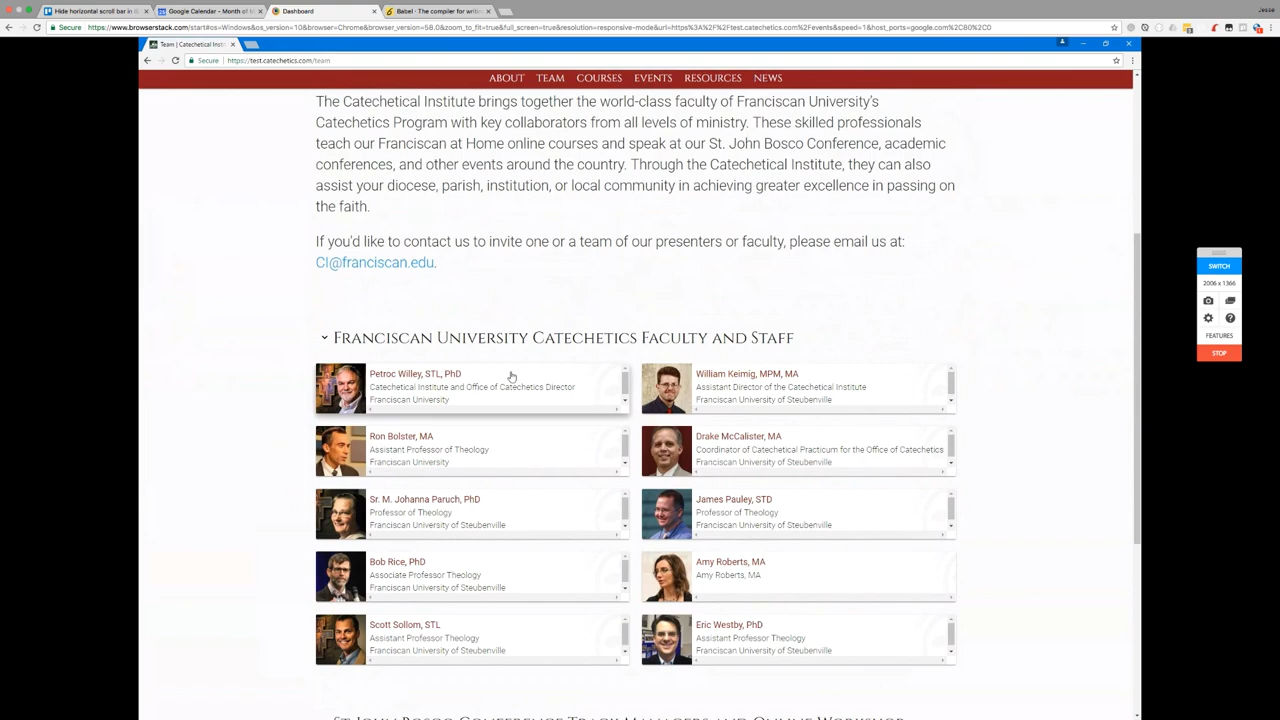 Hide horizontal scroll bar in d
Google Calendar - Month of M
Dashboard
Babel · The compiler for writin
Jesse
Secure
https://www.browserstack.com/start#os=Windows&os_version=10&browser=Chrome&browser_version=58.0&zoom_to_fit=true&full_screen=true&resolution=responsive-mode&url=https%3A%2F%2Ftest.catechetics.com%2Fevents&speed=1&host_ports=google.com%2C80%2C0
Team | Catechetical Insti
Secure
https://test.catechetics.com/team
ABOUT TEAM COURSES EVENTS RESOURCES NEWS
The Catechetical Institute brings together the world-class faculty of Franciscan University's
Catechetics Program with key collaborators from all levels of ministry. These skilled professionals
teach our Franciscan at Home online courses and speak at our St. John Bosco Conference, academic
conferences, and other events around the country. Through the Catechetical Institute, they can also
assist your diocese, parish, institution, or local community in achieving greater excellence in passing on
the faith.
If you'd like to contact us to invite one or a team of our presenters or faculty, please email us at:
CI@franciscan.edu.
SWITCH
2006 x 1366
FEATURES
STOP
Franciscan University Catechetics Faculty and Staff
Petroc Willey, STL, PhD
Catechetical Institute and Office of Catechetics Director
Franciscan University
William Keimig, MPM, MA
Assistant Director of the Catechetical Institute
Franciscan University of Steubenville
Ron Bolster, MA
Assistant Professor of Theology
Franciscan University
Drake McCalister, MA
Coordinator of Catechetical Practicum for the Office of Catechetics
Franciscan University of Steubenville
Sr. M. Johanna Paruch, PhD
Professor of Theology
Franciscan University of Steubenville
James Pauley, STD
Professor of Theology
Franciscan University of Steubenville
Bob Rice, PhD
Associate Professor Theology
Franciscan University of Steubenville
Amy Roberts, MA
Amy Roberts, MA
Scott Sollom, STL
Assistant Professor Theology
Franciscan University of Steubenville
Eric Westby, PhD
Assistant Professor Theology
Franciscan University of Steubenville
St. John Bosco Conference Track Managers and Online Workshop